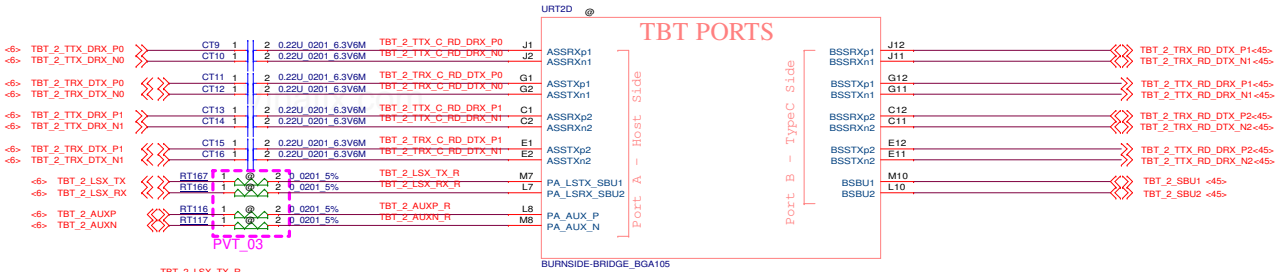 URT2D @
TBT PORTS
<6> TBT_2_TTX_DRX_P0 CT9 1 2 0.22U_0201_6.3V6M TBT_2_TTX_C_RD_DRX_P0 J1 ASSRXp1 BSSRXp1 J12 TBT_2_TRX_RD_DTX_P1<45>
<6> TBT_2_TTX_DRX_N0 CT10 1 2 0.22U_0201_6.3V6M TBT_2_TTX_C_RD_DRX_N0 J2 ASSRXn1 BSSRXn1 J11 TBT_2_TRX_RD_DTX_N1<45>
<6> TBT_2_TRX_DTX_P0 CT11 1 2 0.22U_0201_6.3V6M TBT_2_TRX_C_RD_DTX_P0 G1 ASSTXp1 BSSTXp1 G12 TBT_2_TTX_RD_DRX_P1<45>
<6> TBT_2_TRX_DTX_N0 CT12 1 2 0.22U_0201_6.3V6M TBT_2_TRX_C_RD_DTX_N0 G2 ASSTXn1 BSSTXn1 G11 TBT_2_TTX_RD_DRX_N1<45>
<6> TBT_2_TTX_DRX_P1 CT13 1 2 0.22U_0201_6.3V6M TBT_2_TTX_C_RD_DRX_P1 C1 ASSRXp2 BSSRXp2 C12 TBT_2_TRX_RD_DTX_P2<45>
<6> TBT_2_TTX_DRX_N1 CT14 1 2 0.22U_0201_6.3V6M TBT_2_TTX_C_RD_DRX_N1 C2 ASSRXn2 BSSRXn2 C11 TBT_2_TRX_RD_DTX_N2<45>
<6> TBT_2_TRX_DTX_P1 CT15 1 2 0.22U_0201_6.3V6M TBT_2_TRX_C_RD_DTX_P1 E1 ASSTXp2 BSSTXp2 E12 TBT_2_TTX_RD_DRX_P2<45>
<6> TBT_2_TRX_DTX_N1 CT16 1 2 0.22U_0201_6.3V6M TBT_2_TRX_C_RD_DTX_N1 E2 ASSTXn2 BSSTXn2 E11 TBT_2_TTX_RD_DRX_N2<45>
<6> TBT_2_LSX_TX RT167 1 @ 2 0_0201_5% TBT_2_LSX_TX_R M7 PA_LSTX_SBU1 BSBU1 M10 TBT_2_SBU1 <45>
<6> TBT_2_LSX_RX RT166 1 @ 2 0_0201_5% TBT_2_LSX_RX_R L7 PA_LSRX_SBU2 BSBU2 L10 TBT_2_SBU2 <45>
<6> TBT_2_AUXP RT116 1 @ 2 0_0201_5% TBT_2_AUXP_R L8 PA_AUX_P
<6> TBT_2_AUXN RT117 1 @ 2 0_0201_5% TBT_2_AUXN_R M8 PA_AUX_N
Port A - Host Side
Port B - TypeC Side
PVT_03
BURNSIDE-BRIDGE_BGA105
TBT_2_LSX_TX_R